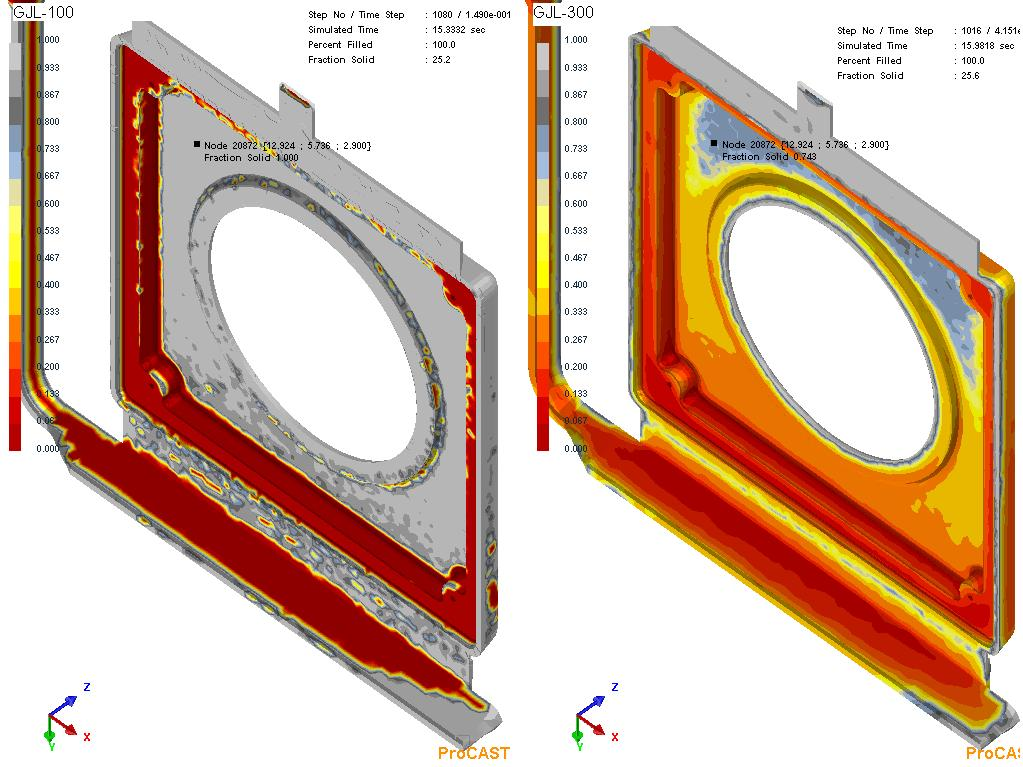 GJL-100
Step No / Time Step : 1080 / 1.490e-001
Simulated Time : 15.3332 sec
Percent Filled : 100.0
Fraction Solid : 25.2
1.000
0.933
0.867
0.800
0.733
0.667
0.600
0.533
0.467
0.400
0.333
0.267
0.200
0.133
0.067
0.000
Node 20872 [12.924 ; 5.736 ; 2.900]
Fraction Solid 1.000
Z
X
Y
ProCAST
GJL-300
Step No / Time Step : 1016 / 4.151e
Simulated Time : 15.9818 sec
Percent Filled : 100.0
Fraction Solid : 25.6
1.000
0.933
0.867
0.800
0.733
0.667
0.600
0.533
0.467
0.400
0.333
0.267
0.200
0.133
0.067
0.000
Node 20872 [12.924 ; 5.736 ; 2.900]
Fraction Solid 0.743
Z
X
Y
ProCAS